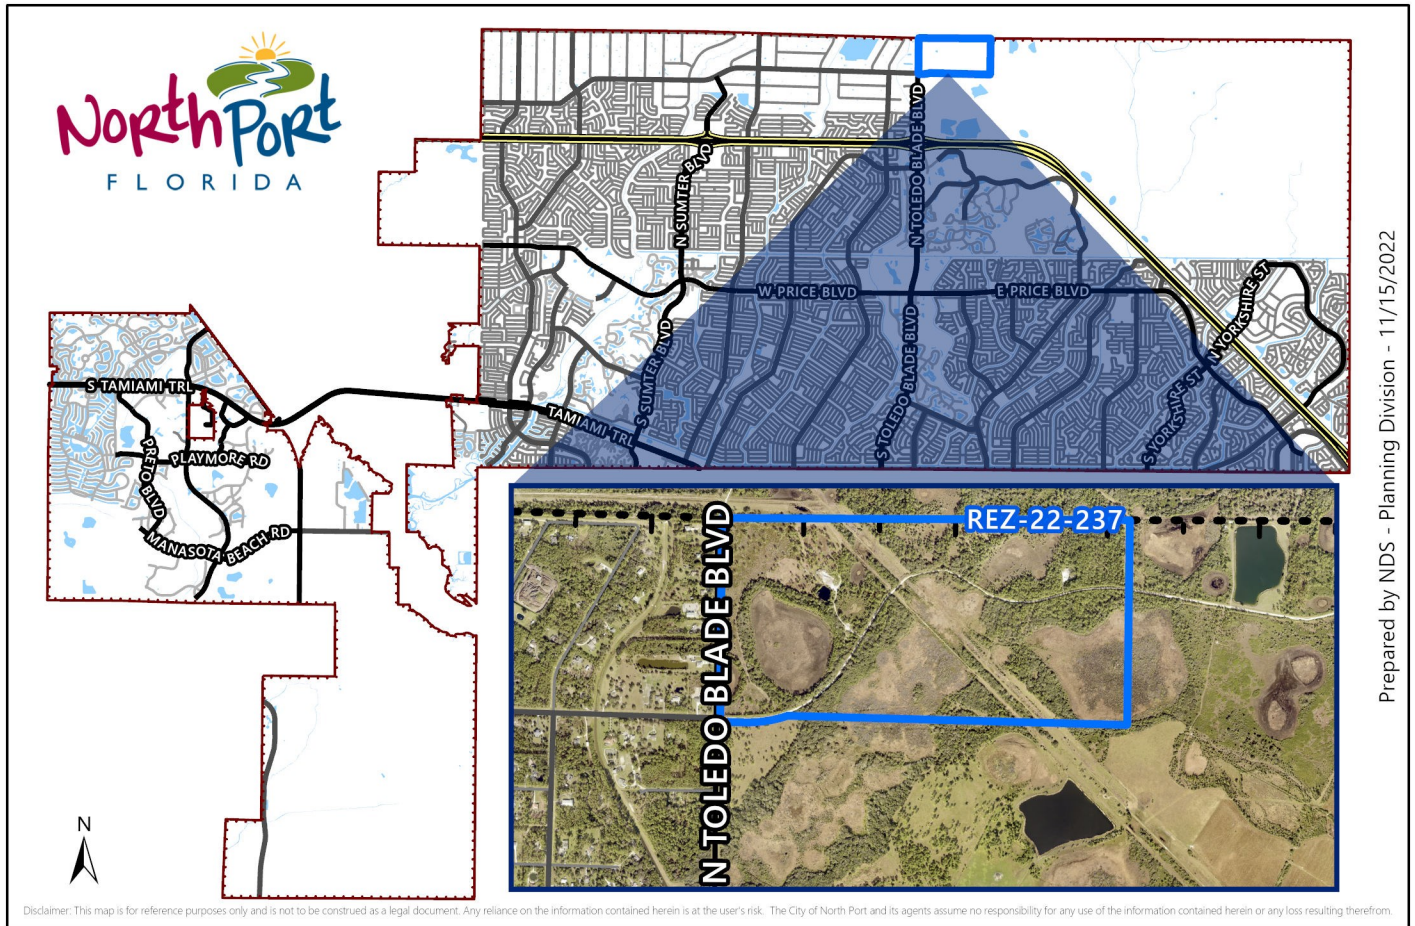 North Port
FLORIDA
N SUMTER BLVD
N TOLEDO BLADE BLVD
W PRICE BLVD
E PRICE BLVD
N YORKSHIRE ST
S SUMTER BLVD
S TOLEDO BLADE BLVD
S YORKSHIRE ST
S TAMIAMI TRL
TAMIAMI TRL
PLAYMORE RD
PRETO BLVD
MANASOTA BEACH RD
REZ-22-237
N TOLEDO BLADE BLVD
N
Prepared by NDS - Planning Division - 11/15/2022
Disclaimer: This map is for reference purposes only and is not to be construed as a legal document. Any reliance on the information contained herein is at the user's risk. The City of North Port and its agents assume no responsibility for any use of the information contained herein or any loss resulting therefrom.